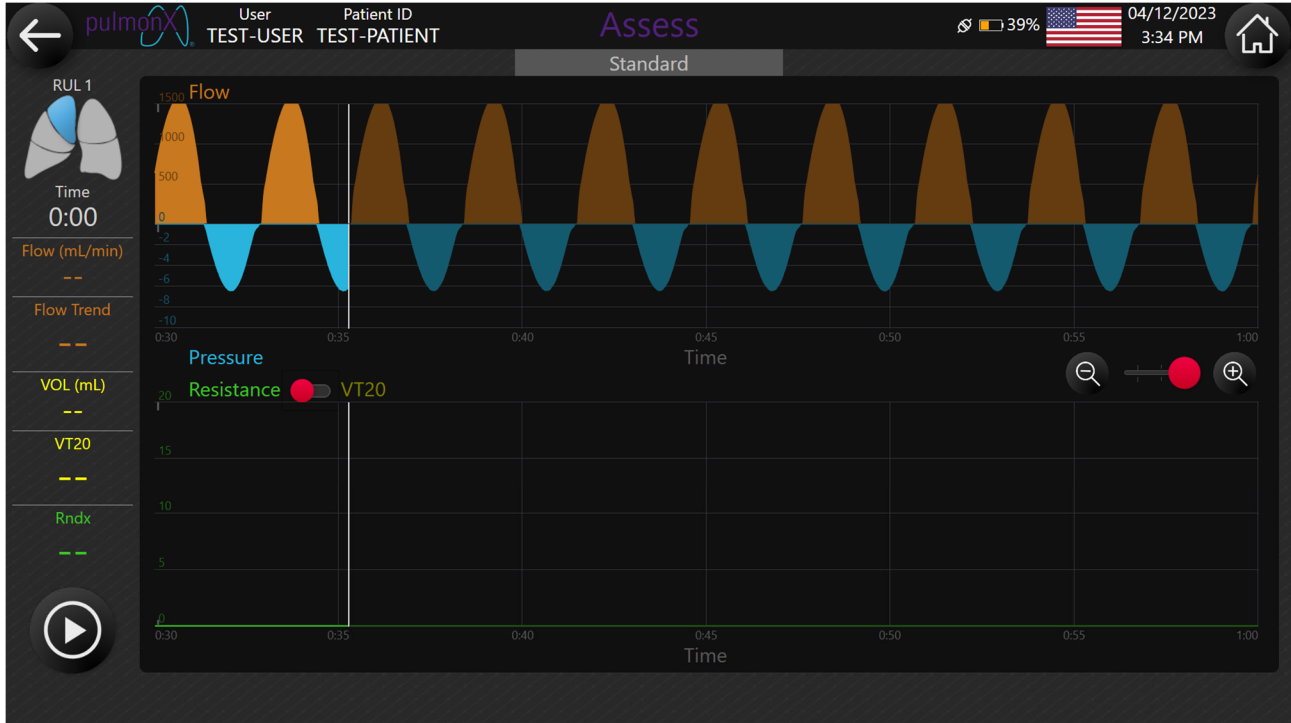 pulmonX
User
TEST-USER
Patient ID
TEST-PATIENT
Assess
39%
04/12/2023
3:34 PM
Standard
RUL 1
Time
0:00
Flow (mL/min)
--
Flow Trend
--
VOL (mL)
--
VT20
--
Rndx
--
Flow
1500
1000
500
0
-2
-4
-6
-8
-10
0:30 0:35 0:40 0:45 0:50 0:55 1:00
Pressure
Time
Resistance VT20
20
15
10
5
0
0:30 0:35 0:40 0:45 0:50 0:55 1:00
Time